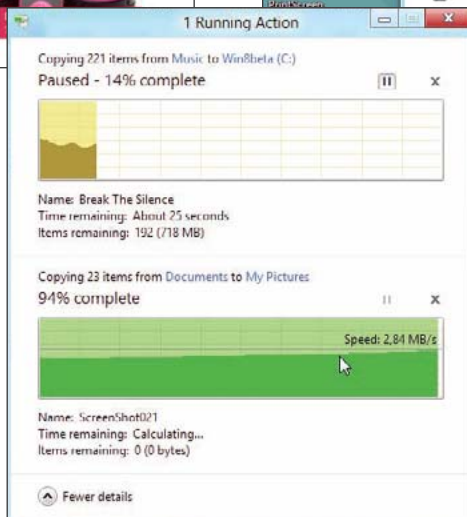 PrintScreen
1 Running Action
Copying 221 items from Music to Win8beta (C:)
Paused - 14% complete
Name: Break The Silence
Time remaining: About 25 seconds
Items remaining: 192 (718 MB)
Copying 23 items from Documents to My Pictures
94% complete
Speed: 2,84 MB/s
Name: ScreenShot021
Time remaining: Calculating...
Items remaining: 0 (0 bytes)
Fewer details